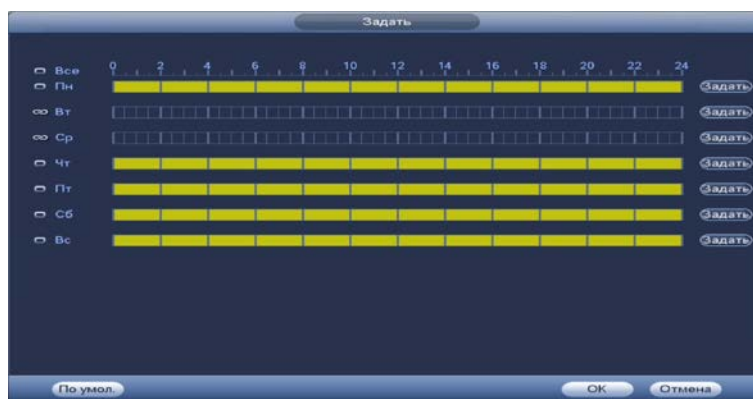 Задать
Все 0 2 4 6 8 10 12 14 16 18 20 22 24
Пн Задать
Вт Задать
Ср Задать
Чт Задать
Пт Задать
Сб Задать
Вс Задать
По умол. OK Отмена